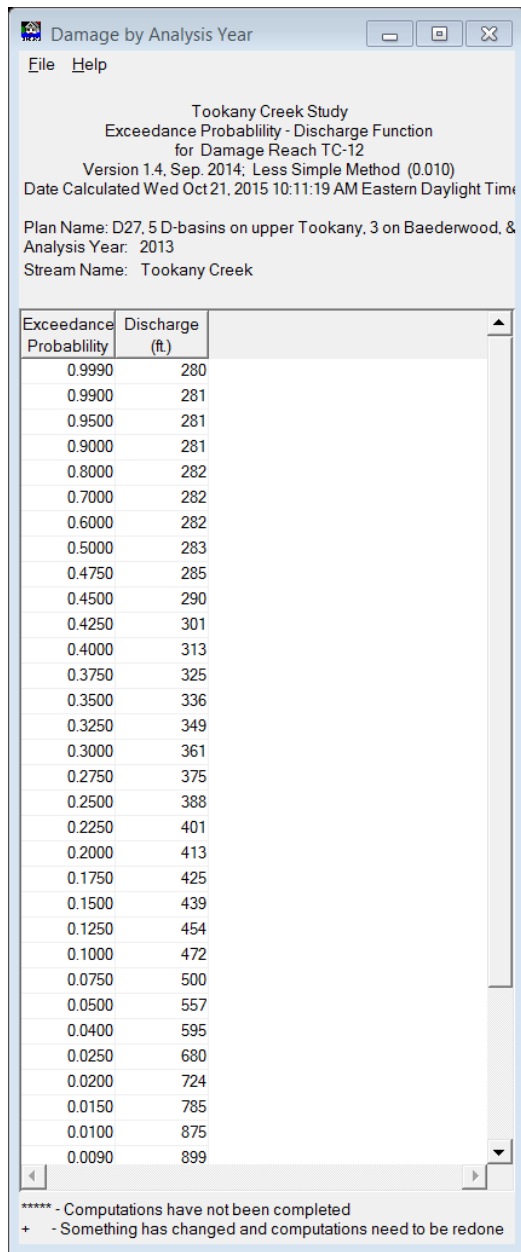 Damage by Analysis Year
File Help
Tookany Creek Study
Exceedance Probablility - Discharge Function
for Damage Reach TC-12
Version 1.4, Sep. 2014; Less Simple Method (0.010)
Date Calculated Wed Oct 21, 2015 10:11:19 AM Eastern Daylight Time
Plan Name: D27, 5 D-basins on upper Tookany, 3 on Baederwood, &
Analysis Year: 2013
Stream Name: Tookany Creek
Exceedance Discharge
Probablility (ft.)
0.9990 280
0.9900 281
0.9500 281
0.9000 281
0.8000 282
0.7000 282
0.6000 282
0.5000 283
0.4750 285
0.4500 290
0.4250 301
0.4000 313
0.3750 325
0.3500 336
0.3250 349
0.3000 361
0.2750 375
0.2500 388
0.2250 401
0.2000 413
0.1750 425
0.1500 439
0.1250 454
0.1000 472
0.0750 500
0.0500 557
0.0400 595
0.0250 680
0.0200 724
0.0150 785
0.0100 875
0.0090 899
***** - Computations have not been completed
+ - Something has changed and computations need to be redone